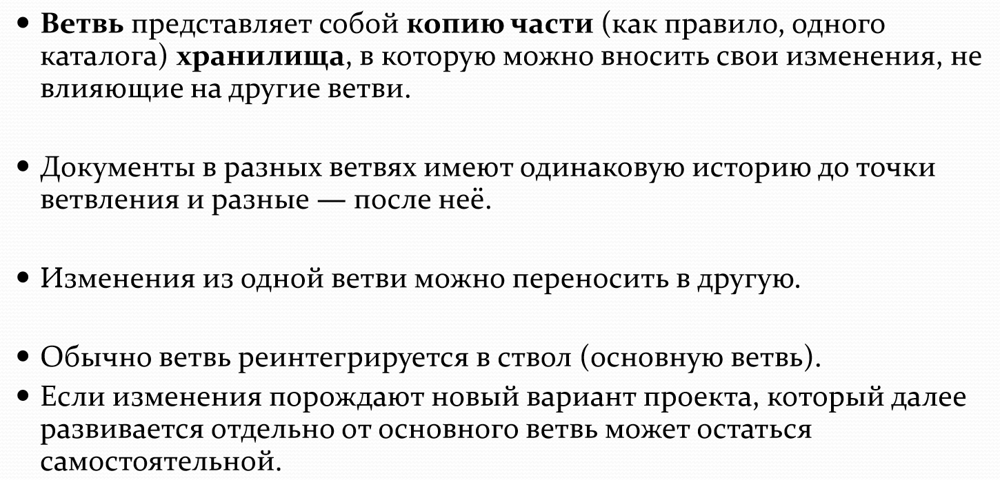 • Ветвь представляет собой копию части (как правило, одного
каталога) хранилища, в которую можно вносить свои изменения, не
влияющие на другие ветви.
• Документы в разных ветвях имеют одинаковую историю до точки
ветвления и разные — после неё.
• Изменения из одной ветви можно переносить в другую.
• Обычно ветвь реинтегрируется в ствол (основную ветвь).
• Если изменения порождают новый вариант проекта, который далее
развивается отдельно от основного ветвь может остаться
самостоятельной.